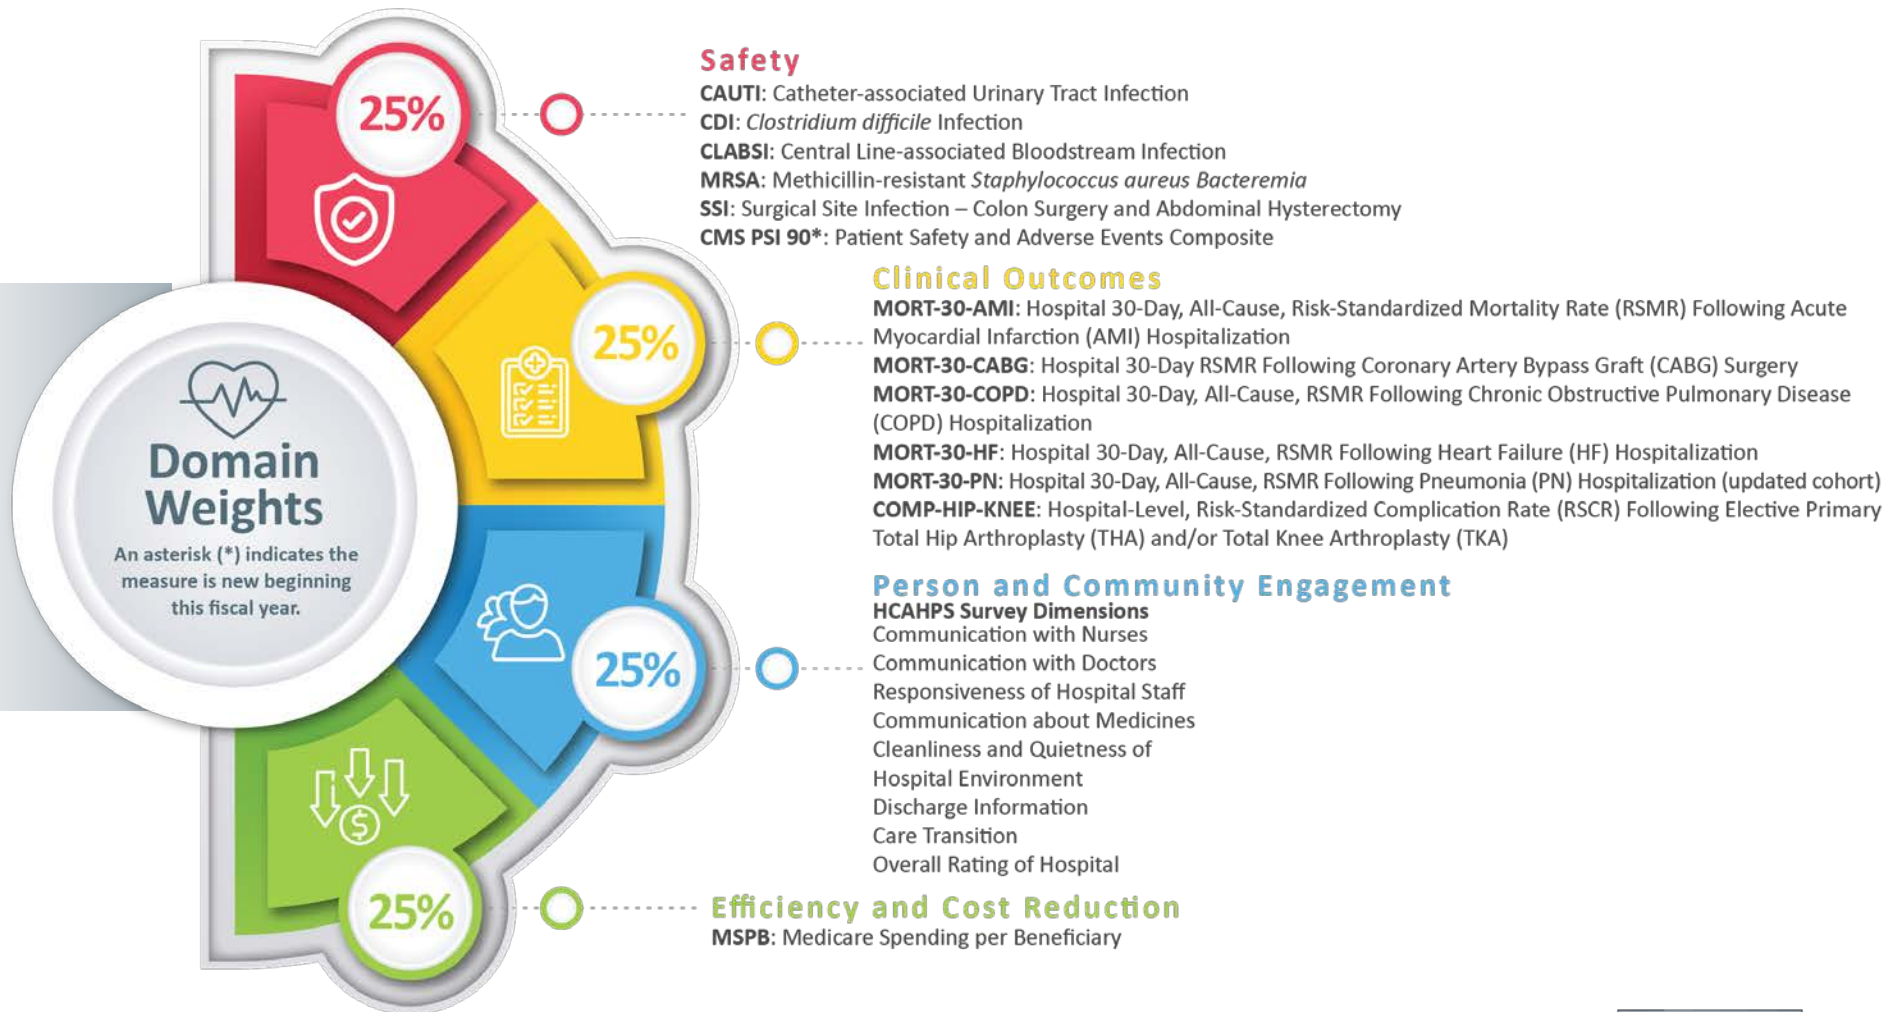 25%
Safety
CAUTI: Catheter-associated Urinary Tract Infection
CDI: Clostridium difficile Infection
CLABSI: Central Line-associated Bloodstream Infection
MRSA: Methicillin-resistant Staphylococcus aureus Bacteremia
SSI: Surgical Site Infection – Colon Surgery and Abdominal Hysterectomy
CMS PSI 90*: Patient Safety and Adverse Events Composite
25%
Clinical Outcomes
MORT-30-AMI: Hospital 30-Day, All-Cause, Risk-Standardized Mortality Rate (RSMR) Following Acute
Myocardial Infarction (AMI) Hospitalization
MORT-30-CABG: Hospital 30-Day RSMR Following Coronary Artery Bypass Graft (CABG) Surgery
MORT-30-COPD: Hospital 30-Day, All-Cause, RSMR Following Chronic Obstructive Pulmonary Disease
(COPD) Hospitalization
MORT-30-HF: Hospital 30-Day, All-Cause, RSMR Following Heart Failure (HF) Hospitalization
MORT-30-PN: Hospital 30-Day, All-Cause, RSMR Following Pneumonia (PN) Hospitalization (updated cohort)
COMP-HIP-KNEE: Hospital-Level, Risk-Standardized Complication Rate (RSCR) Following Elective Primary
Total Hip Arthroplasty (THA) and/or Total Knee Arthroplasty (TKA)
Domain
Weights
An asterisk (*) indicates the
measure is new beginning
this fiscal year.
25%
Person and Community Engagement
HCAHPS Survey Dimensions
Communication with Nurses
Communication with Doctors
Responsiveness of Hospital Staff
Communication about Medicines
Cleanliness and Quietness of
Hospital Environment
Discharge Information
Care Transition
Overall Rating of Hospital
25%
$
Efficiency and Cost Reduction
MSPB: Medicare Spending per Beneficiary